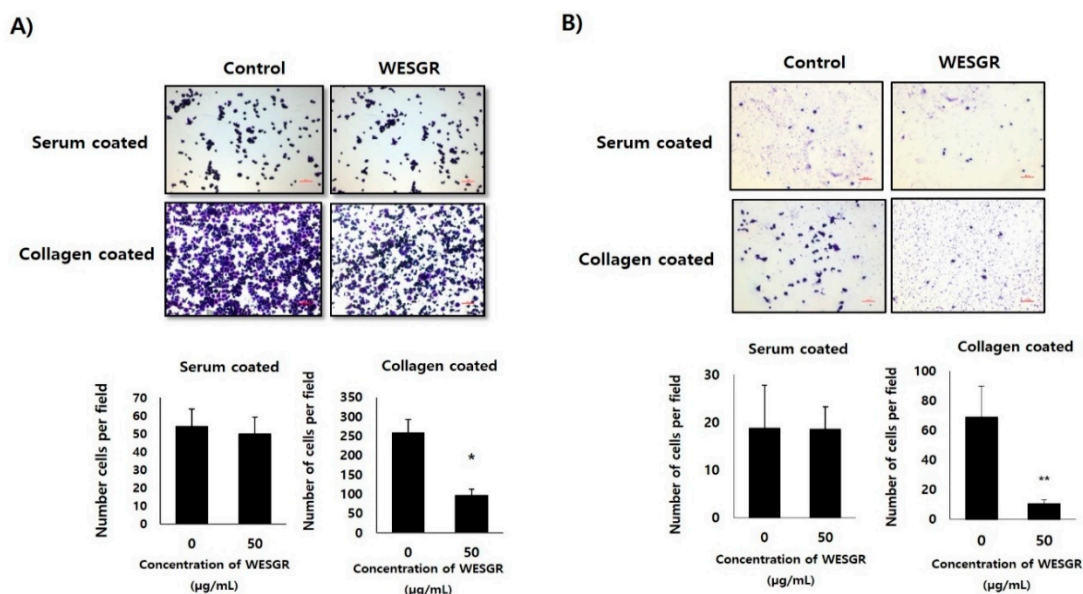 A)
Control WESGR
Serum coated
Collagen coated
Serum coated
Number cells per field
70
60
50
40
30
20
10
0
0 50
Concentration of WESGR
(µg/mL)
Collagen coated
Number of cells per field
350
300
250
200
150
100
50
0
*
0 50
Concentration of WESGR
(µg/mL)
B)
Control WESGR
Serum coated
Collagen coated
Serum coated
Number of cells per field
30
20
10
0
0 50
Concentration of WESGR
(µg/mL)
Collagen coated
Number of cells per field
100
80
60
40
20
0
**
0 50
Concentration of WESGR
(µg/mL)